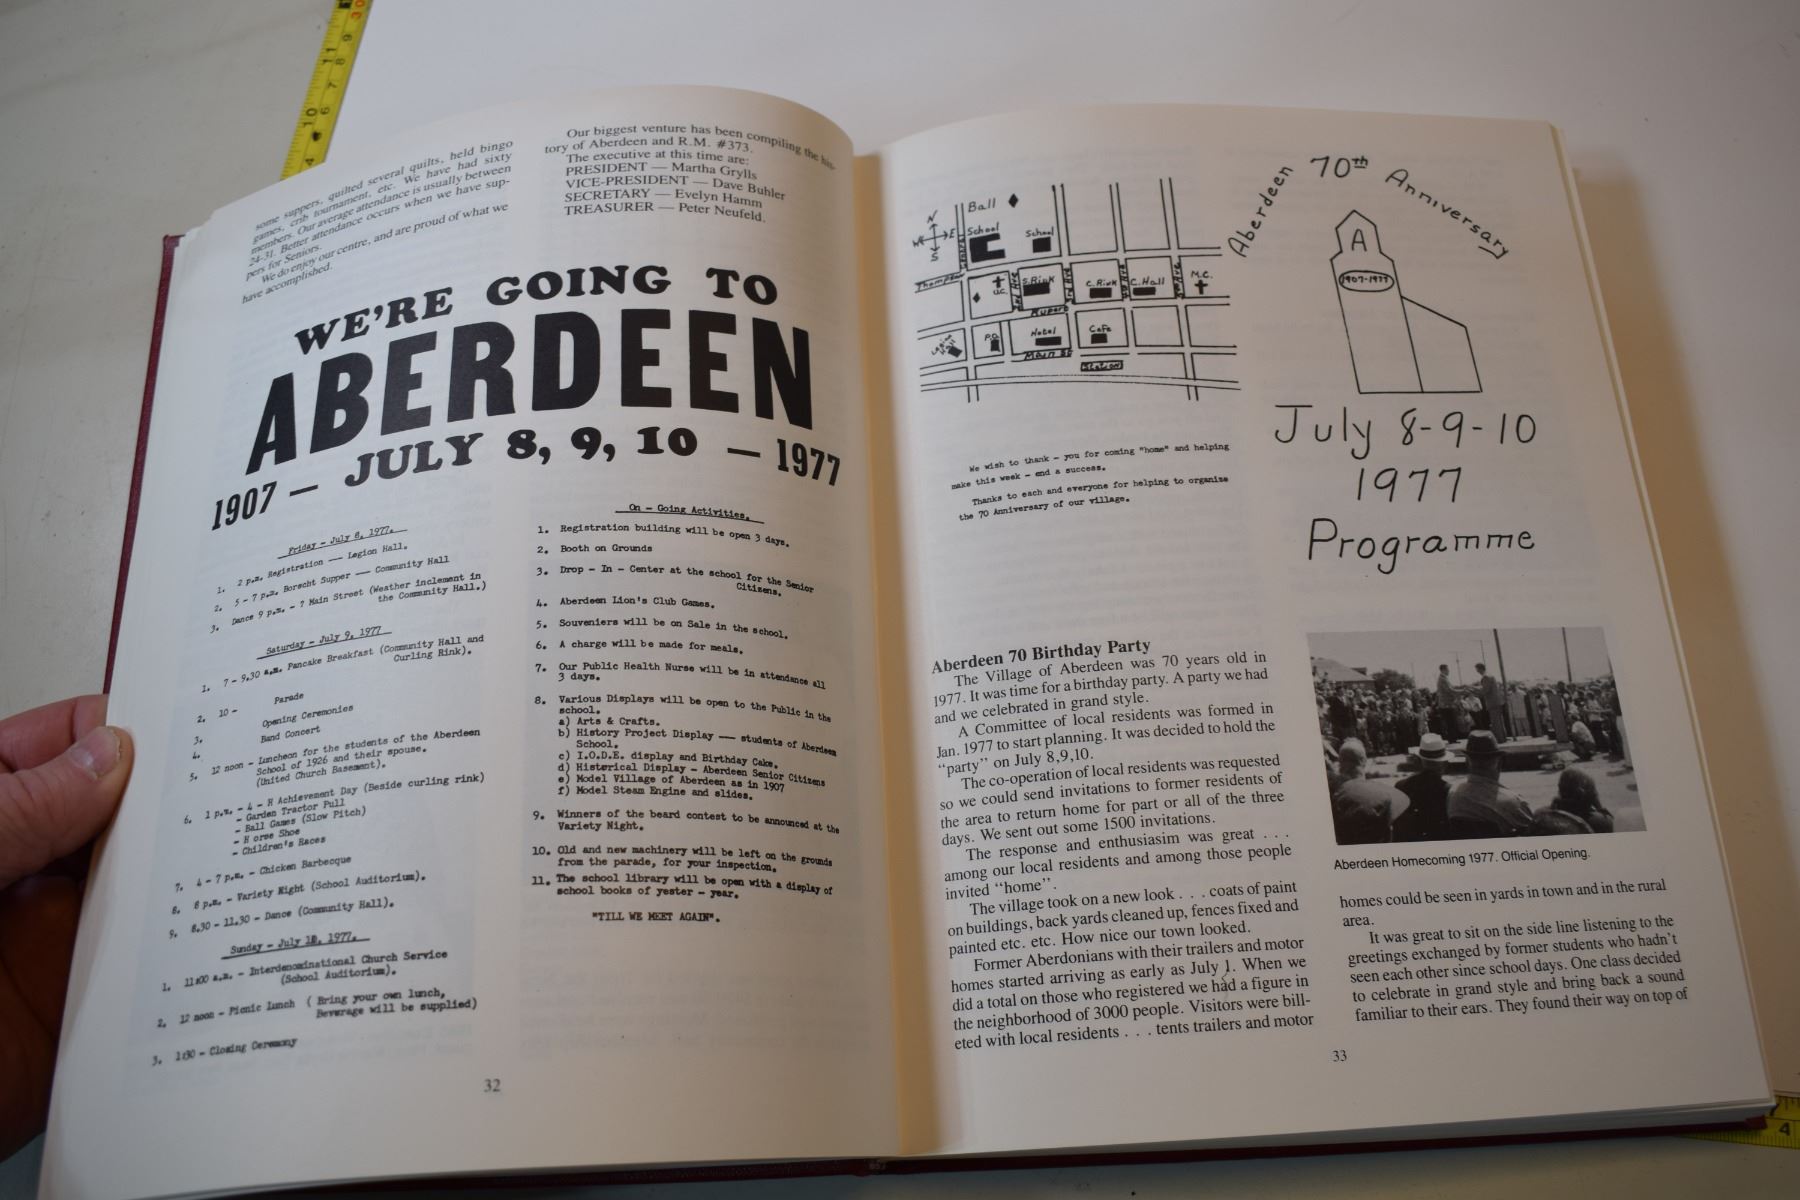 some suppers, quilted several quilts, held bingo
games, crib tournament, etc. We have had sixty
members. Our average attendance is usually between
24-31. Better attendance occurs when we have sup-
pers for Seniors.
We do enjoy our centre, and are proud of what we
have accomplished.
Our biggest venture has been compiling the his-
tory of Aberdeen and R.M. #373.
The executive at this time are:
PRESIDENT — Martha Grylls
VICE-PRESIDENT — Dave Buhler
SECRETARY — Evelyn Hamm
TREASURER — Peter Neufeld.
WE'RE GOING TO
ABERDEEN
1907 — JULY 8, 9, 10 — 1977
Friday - July 8, 1977.
1. 2 p.m. Registration —— Legion Hall.
2. 5 - 7 p.m. Borscht Supper —— Community Hall
3. Dance 9 p.m. - ? Main Street (Weather inclement in
the Community Hall.)
Saturday - July 9, 1977
1. 7 - 9.30 a.m. Pancake Breakfast (Community Hall and
Curling Rink).
2. 10 - Parade
3. Opening Ceremonies
4. Band Concert
5. 12 noon - Luncheon for the students of the Aberdeen
School of 1926 and their spouse.
(United Church Basement).
6. 1 p.m. - 4 - H Achievement Day (Beside curling rink)
- Garden Tractor Pull
- Ball Games (Slow Pitch)
- H orse Shoe
- Children's Races
7. 4 - 7 p.m. - Chicken Barbecque
8. 8 p.m. - Variety Night (School Auditorium).
9. 8.30 - 11.30 - Dance (Community Hall).
Sunday - July 10, 1977.
1. 11:00 a.m. - Interdenominational Church Service
(School Auditorium).
2. 12 noon - Picnic Lunch ( Bring your own lunch,
Beverage will be supplied)
3. 1:30 - Closing Ceremony
On - Going Activities.
1. Registration building will be open 3 days.
2. Booth on Grounds
3. Drop - In - Center at the school for the Senior
Citizens.
4. Aberdeen Lion's Club Games.
5. Souveniers will be on Sale in the school.
6. A charge will be made for meals.
7. Our Public Health Nurse will be in attendance all
3 days.
8. Various Displays will be open to the Public in the
school.
a) Arts & Crafts.
b) History Project Display —— students of Aberdeen
School.
c) I.O.D.E. display and Birthday Cake.
d) Historical Display - Aberdeen Senior Citizens
e) Model Village of Aberdeen as in 1907
f) Model Steam Engine and slides.
9. Winners of the beard contest to be announced at the
Variety Night.
10. Old and new machinery will be left on the grounds
from the parade, for your inspection.
11. The school library will be open with a display of
school books of yester - year.
"TILL WE MEET AGAIN".
32
N
W E
S
Ball
School
School
Thompson
U.C.
2nd Ave
S. Rink
3rd Ave
C. Rink
C. Hall
M.C.
Rupert
Legion Hall
P.O.
Hotel
Cafe
Main St
Station
We wish to thank - you for coming "home" and helping
make this week - end a success.
Thanks to each and everyone for helping to organize
the 70 Anniversary of our village.
Aberdeen 70th Anniversary
A
1907-1977
July 8-9-10
1977
Programme
Aberdeen 70 Birthday Party
The Village of Aberdeen was 70 years old in
1977. It was time for a birthday party. A party we had
and we celebrated in grand style.
A Committee of local residents was formed in
Jan. 1977 to start planning. It was decided to hold the
"party" on July 8,9,10.
The co-operation of local residents was requested
so we could send invitations to former residents of
the area to return home for part or all of the three
days. We sent out some 1500 invitations.
The response and enthusiasim was great . . .
among our local residents and among those people
invited "home".
The village took on a new look . . . coats of paint
on buildings, back yards cleaned up, fences fixed and
painted etc. etc. How nice our town looked.
Former Aberdonians with their trailers and motor
homes started arriving as early as July 1. When we
did a total on those who registered we had a figure in
the neighborhood of 3000 people. Visitors were bill-
eted with local residents . . . tents trailers and motor
Aberdeen Homecoming 1977. Official Opening.
homes could be seen in yards in town and in the rural
area.
It was great to sit on the side line listening to the
greetings exchanged by former students who hadn't
seen each other since school days. One class decided
to celebrate in grand style and bring back a sound
familiar to their ears. They found their way on top of
33